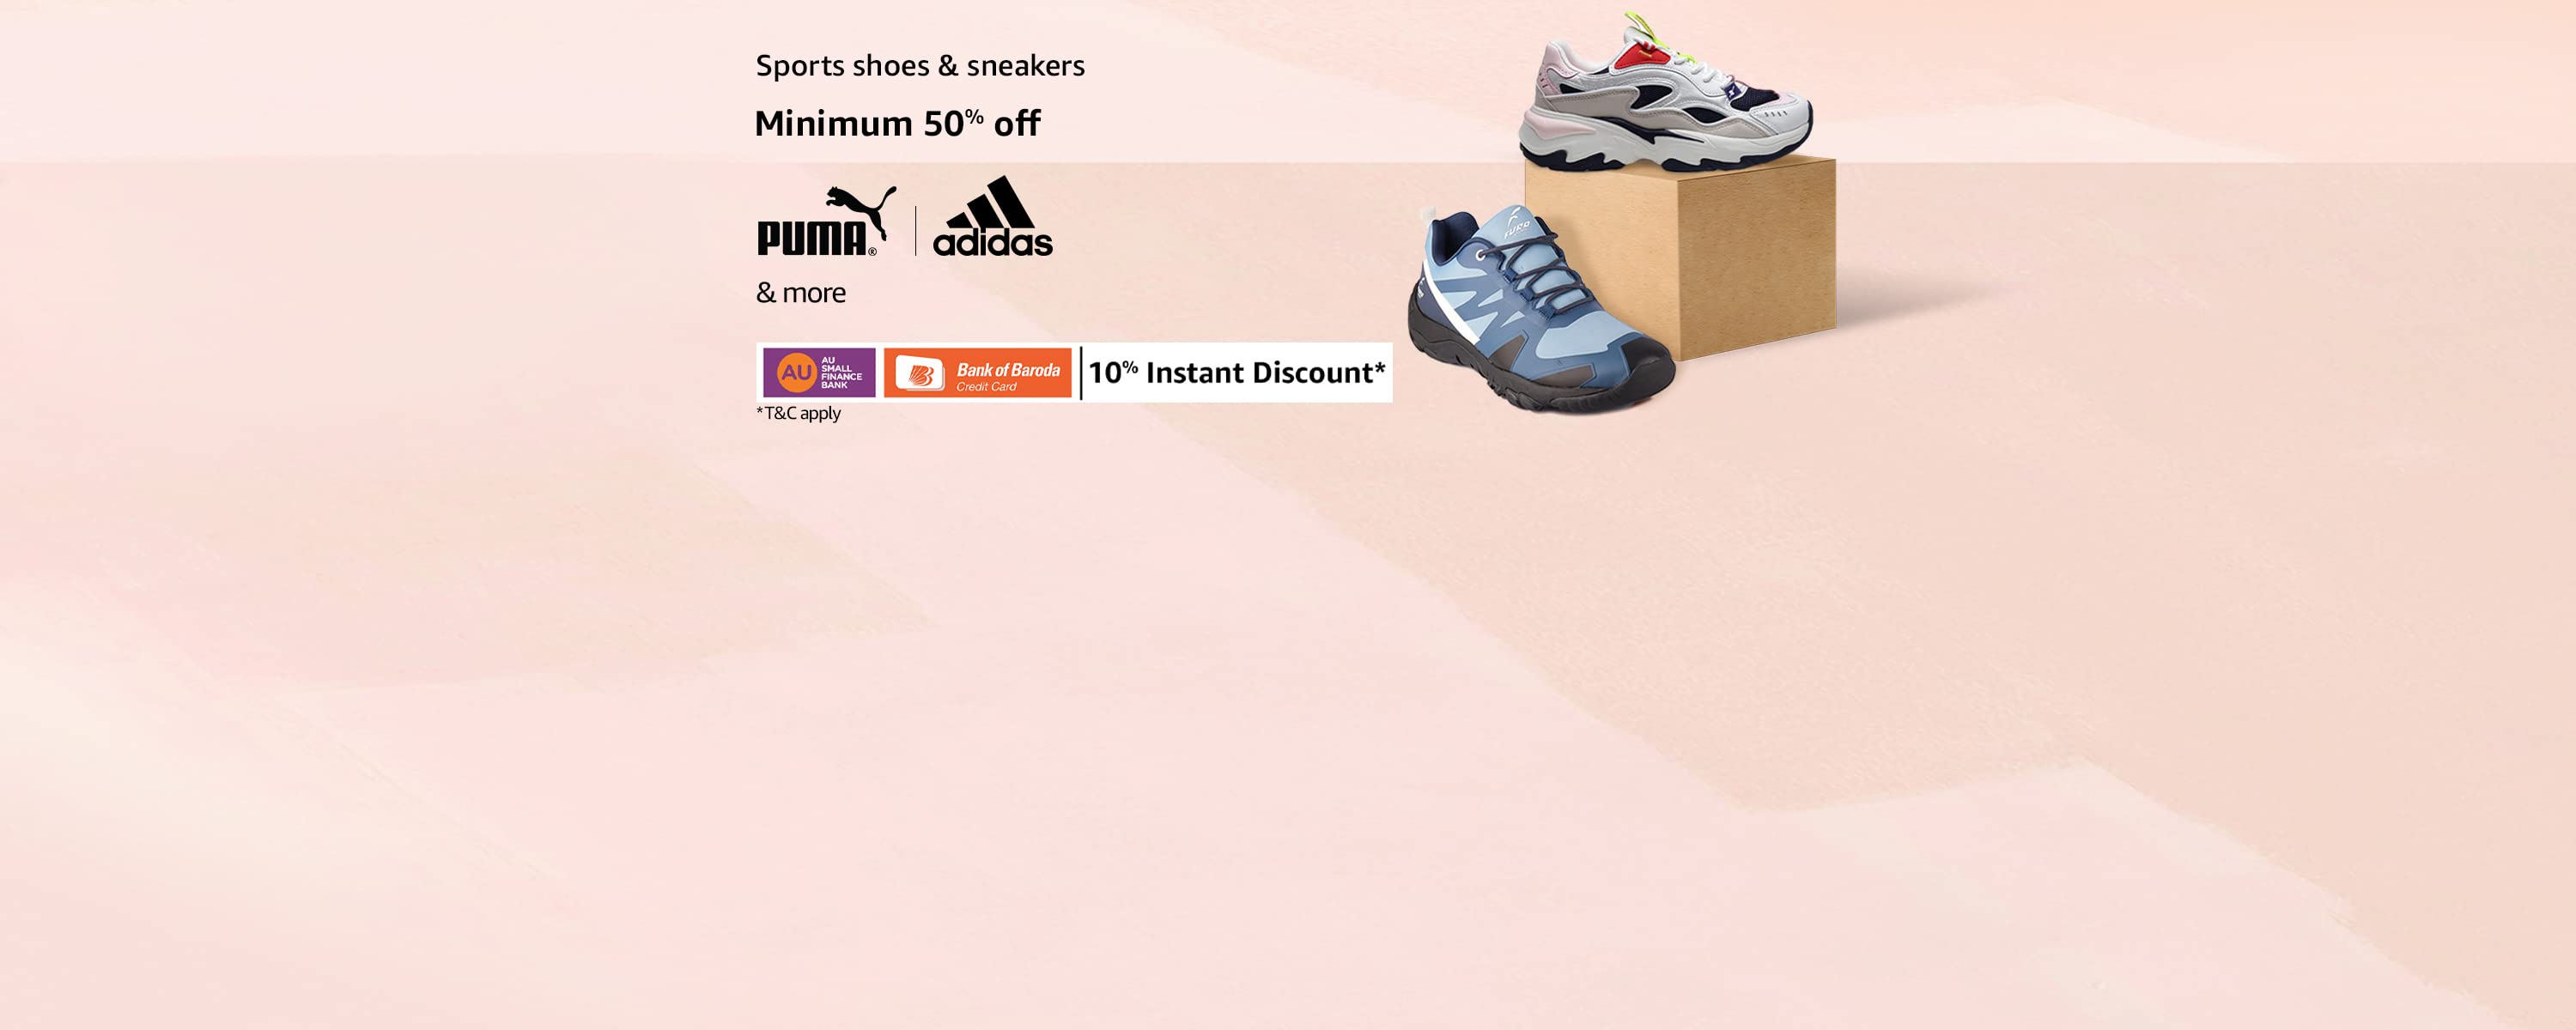 Sports shoes & sneakers
Minimum 50% off
PUMA®
adidas
& more
AU
AU
SMALL
FINANCE
BANK
Bank of Baroda
Credit Card
10% Instant Discount*
*T&C apply